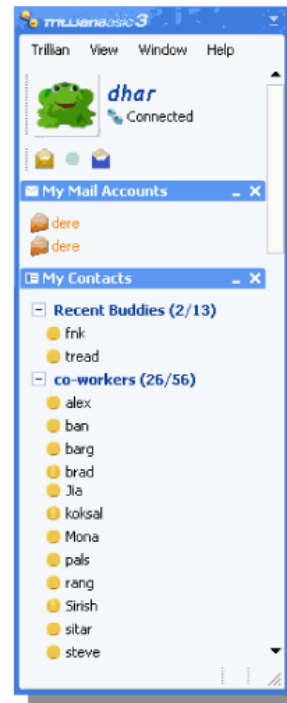 trillian basic 3
Trillian View Window Help
dhar
Connected
My Mail Accounts
dere
dere
My Contacts
Recent Buddies (2/13)
fnk
tread
co-workers (26/56)
alex
ban
barg
brad
Jia
koksal
Mona
pals
rang
Sirish
sitar
steve